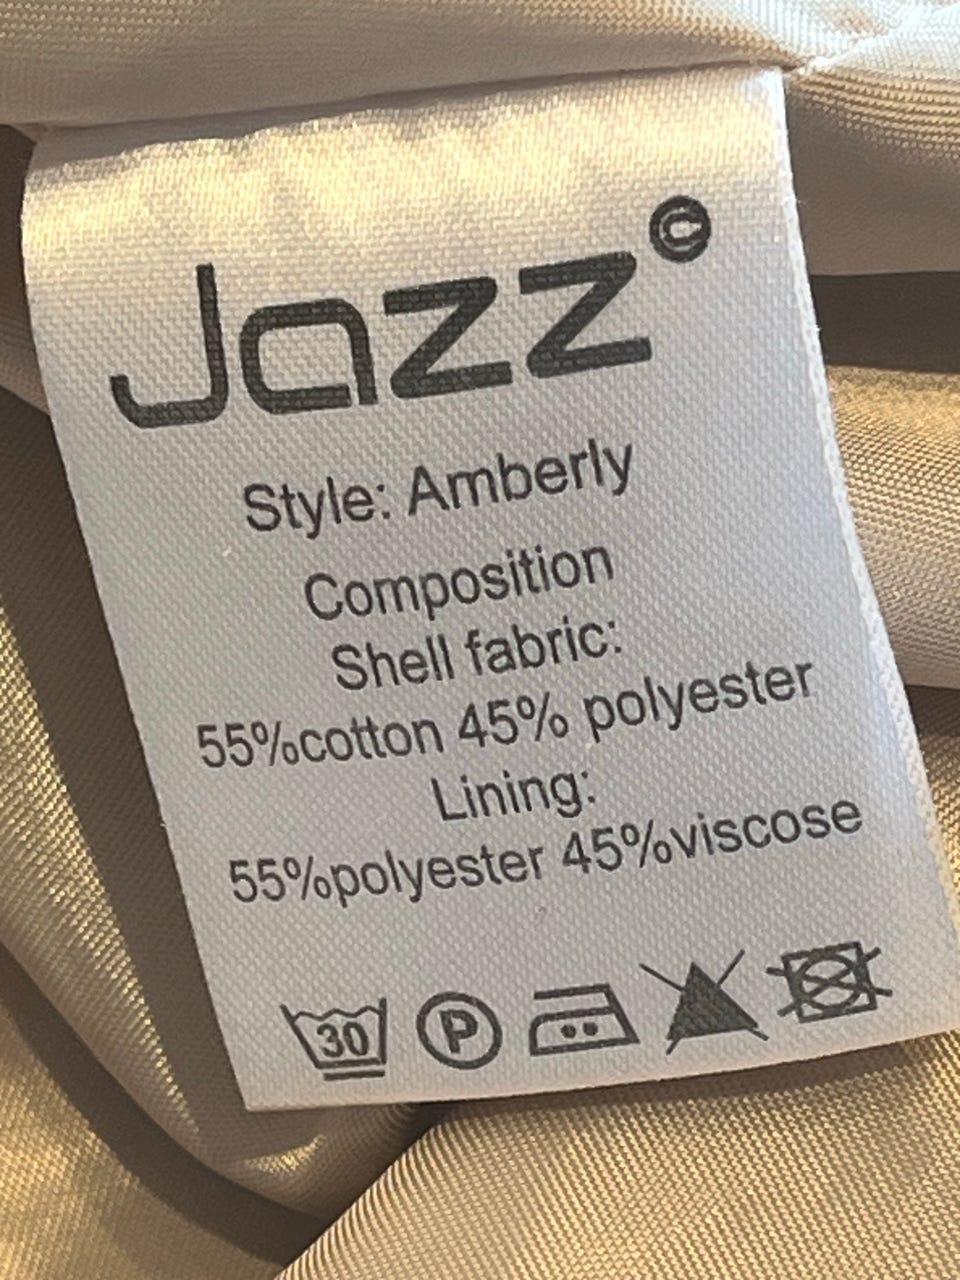 Jazz©
Style: Amberly
Composition
Shell fabric:
55%cotton 45% polyester
Lining:
55%polyester 45%viscose
30 P